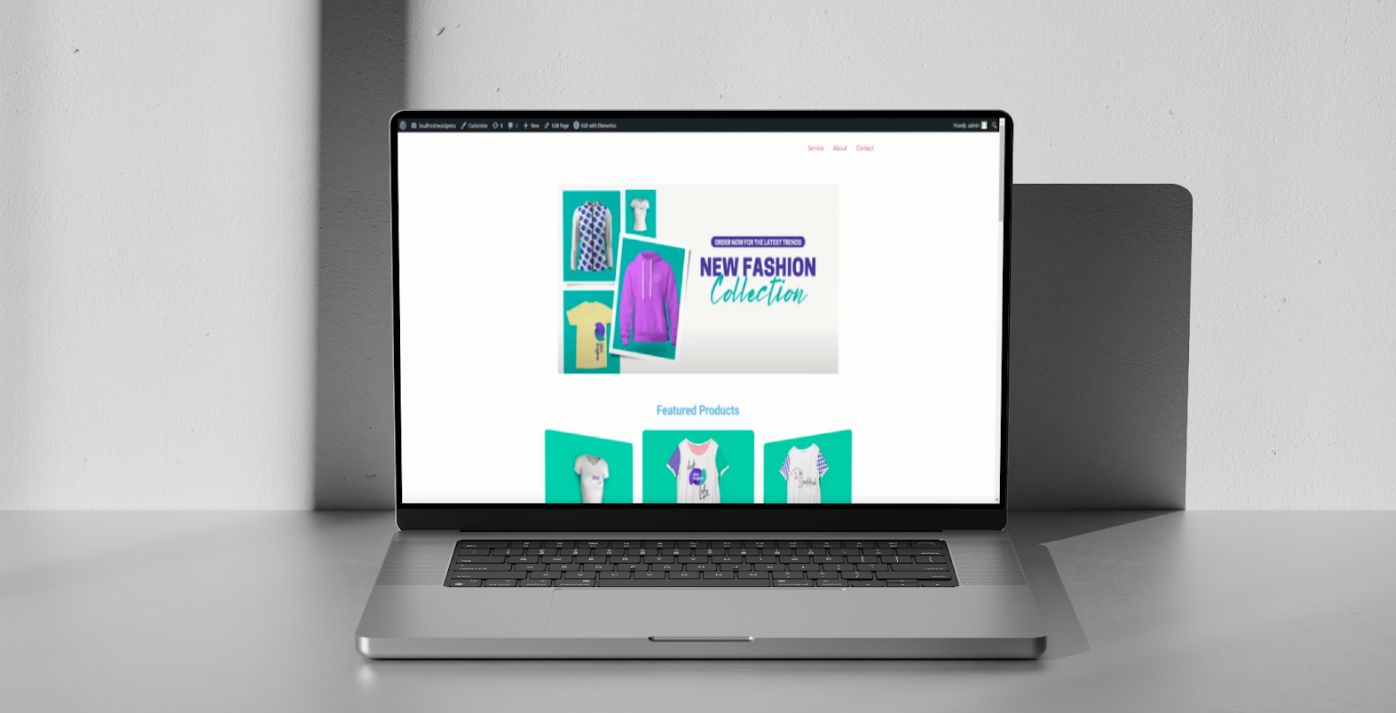 localhost/wordpress Customize 6 0 New Edit Page Edit with Elementor Howdy, admin
Service About Contact
ORDER NOW FOR THE LATEST TRENDS
NEW FASHION
Collection
Featured Products